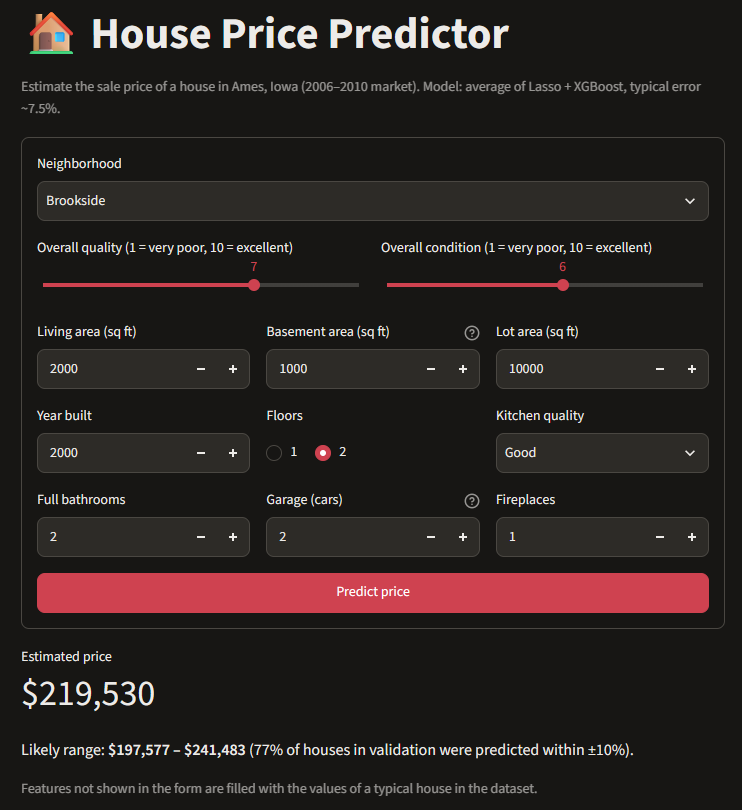 House Price Predictor
Estimate the sale price of a house in Ames, Iowa (2006–2010 market). Model: average of Lasso + XGBoost, typical error
~7.5%.
Neighborhood
Brookside
Overall quality (1 = very poor, 10 = excellent)
Overall condition (1 = very poor, 10 = excellent)
7
6
Living area (sq ft)
Basement area (sq ft)
Lot area (sq ft)
2000
1000
10000
Year built
Floors
Kitchen quality
2000
1
2
Good
Full bathrooms
Garage (cars)
Fireplaces
2
2
1
Predict price
Estimated price
$219,530
Likely range: $197,577 – $241,483 (77% of houses in validation were predicted within ±10%).
Features not shown in the form are filled with the values of a typical house in the dataset.